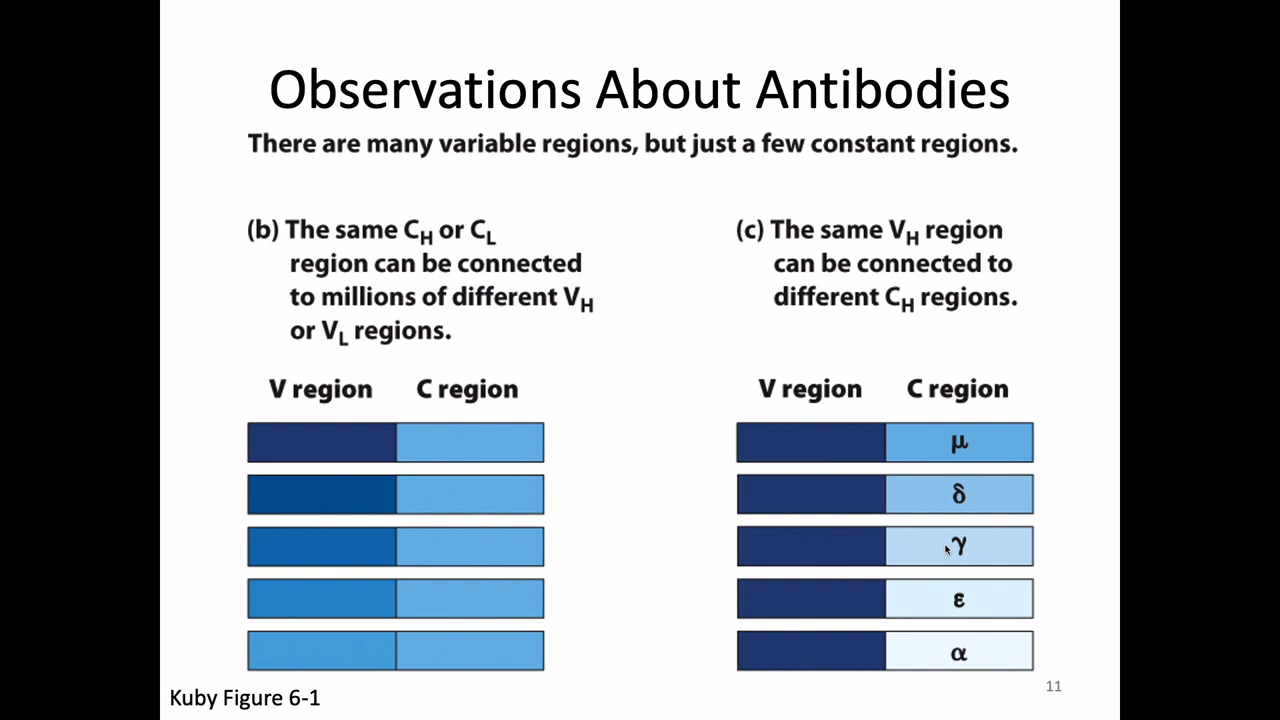 Observations About Antibodies
There are many variable regions, but just a few constant regions.
(b) The same CH or CL
region can be connected
to millions of different VH
or VL regions.
V region C region
(c) The same VH region
can be connected to
different CH regions.
V region C region
μ
δ
γ
ε
α
Kuby Figure 6-1
11